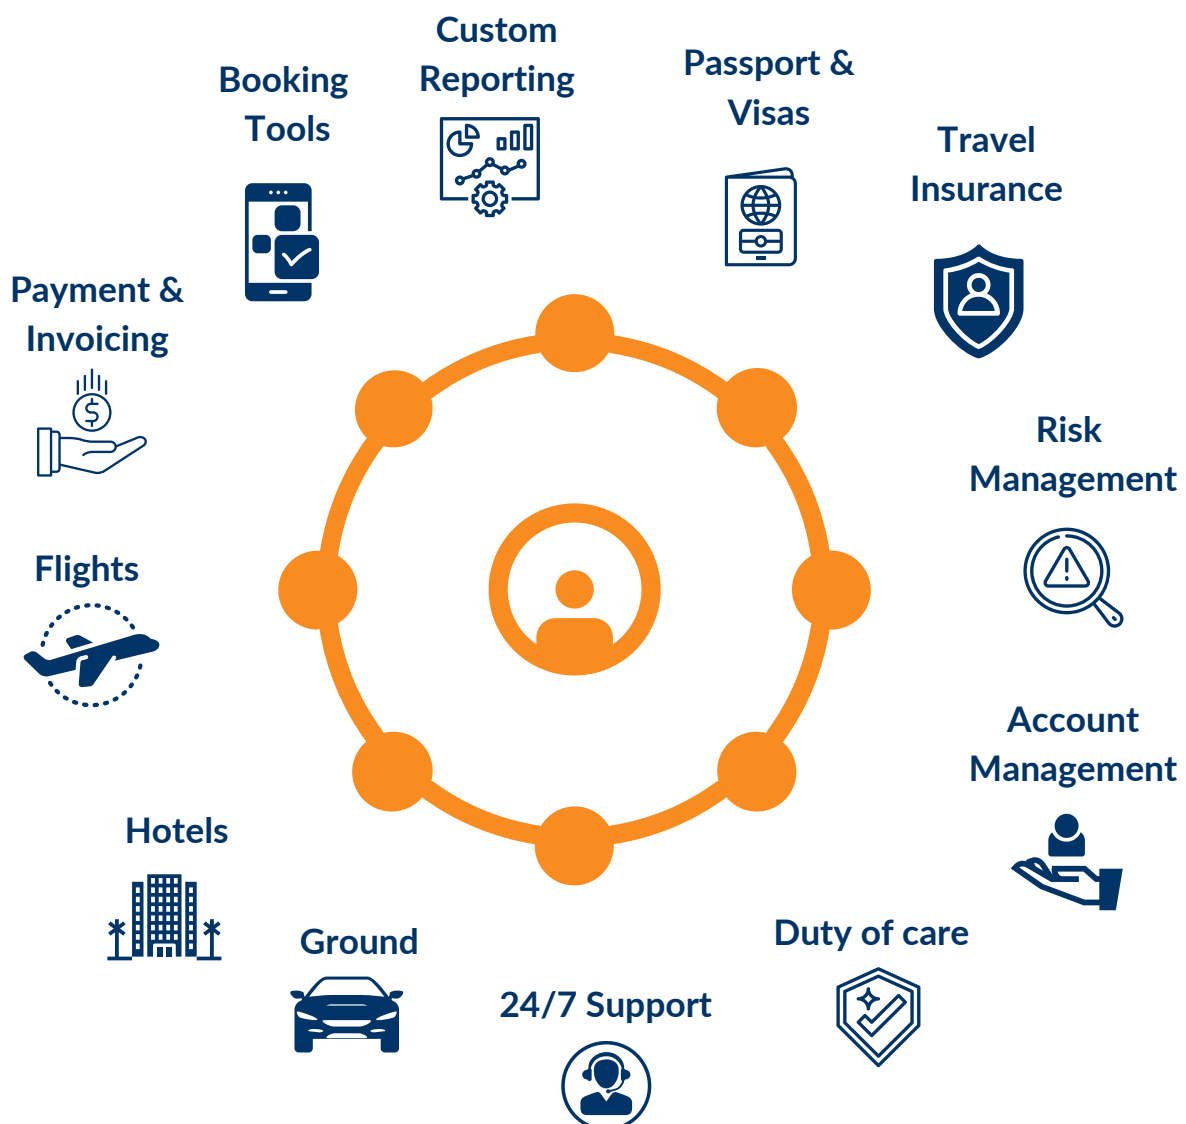 Custom
Reporting
Passport &
Visas
Travel
Insurance
Risk
Management
Account
Management
Duty of care
24/7 Support
Ground
Hotels
Flights
Payment &
Invoicing
$
Booking
Tools